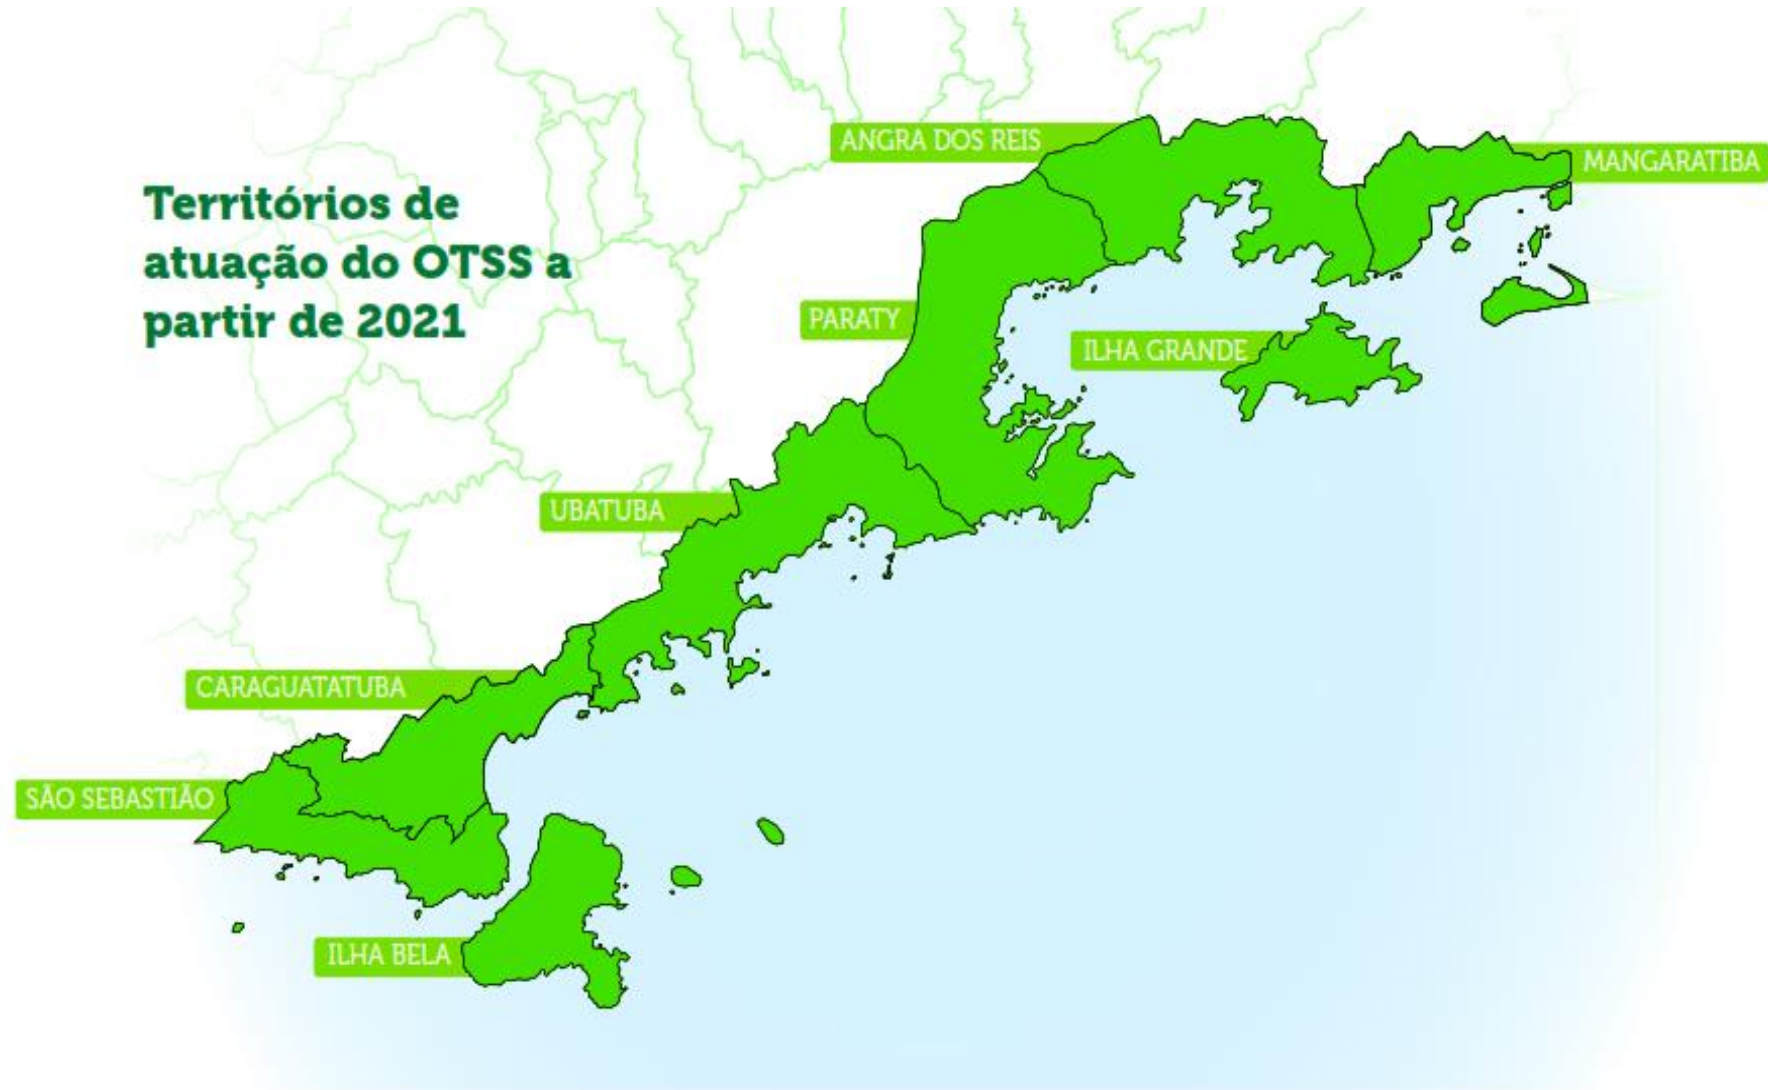 Territórios de
atuação do OTSS a
partir de 2021
ANGRA DOS REIS
MANGARATIBA
PARATY
ILHA GRANDE
UBATUBA
CARAGUATATUBA
SÃO SEBASTIÃO
ILHA BELA